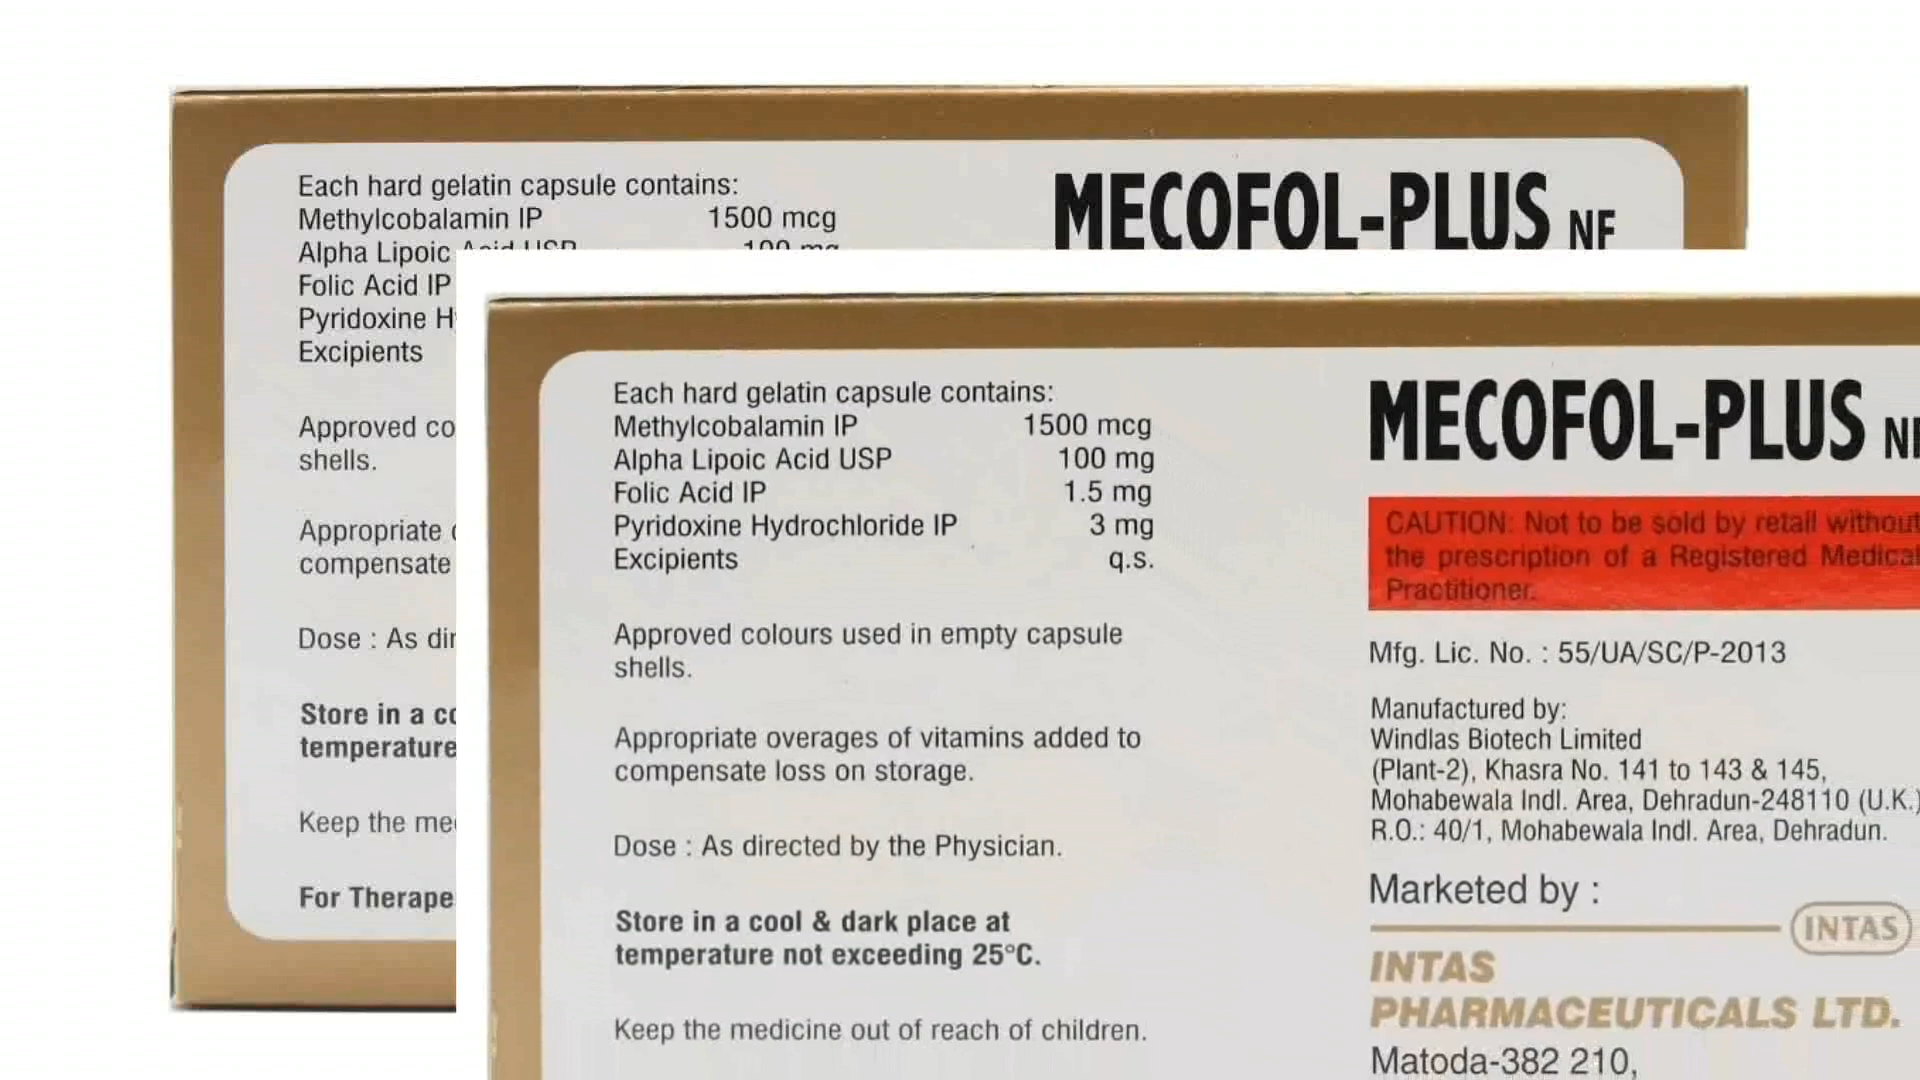 Each hard gelatin capsule contains:
Methylcobalamin IP 1500 mcg
Alpha Lipoic Acid USP 100 mg
Folic Acid IP
Pyridoxine H
Excipients
Approved co
shells.
Appropriate
compensate
Dose : As dir
Store in a co
temperature
Keep the me
For Therape
MECOFOL-PLUS NF
Each hard gelatin capsule contains:
Methylcobalamin IP 1500 mcg
Alpha Lipoic Acid USP 100 mg
Folic Acid IP 1.5 mg
Pyridoxine Hydrochloride IP 3 mg
Excipients q.s.
Approved colours used in empty capsule
shells.
Appropriate overages of vitamins added to
compensate loss on storage.
Dose : As directed by the Physician.
Store in a cool & dark place at
temperature not exceeding 25°C.
Keep the medicine out of reach of children.
MECOFOL-PLUS NF
CAUTION: Not to be sold by retail without
the prescription of a Registered Medical
Practitioner.
Mfg. Lic. No. : 55/UA/SC/P-2013
Manufactured by:
Windlas Biotech Limited
(Plant-2), Khasra No. 141 to 143 & 145,
Mohabewala Indl. Area, Dehradun-248110 (U.K.)
R.O.: 40/1, Mohabewala Indl. Area, Dehradun.
Marketed by :
INTAS
INTAS
PHARMACEUTICALS LTD.
Matoda-382 210,